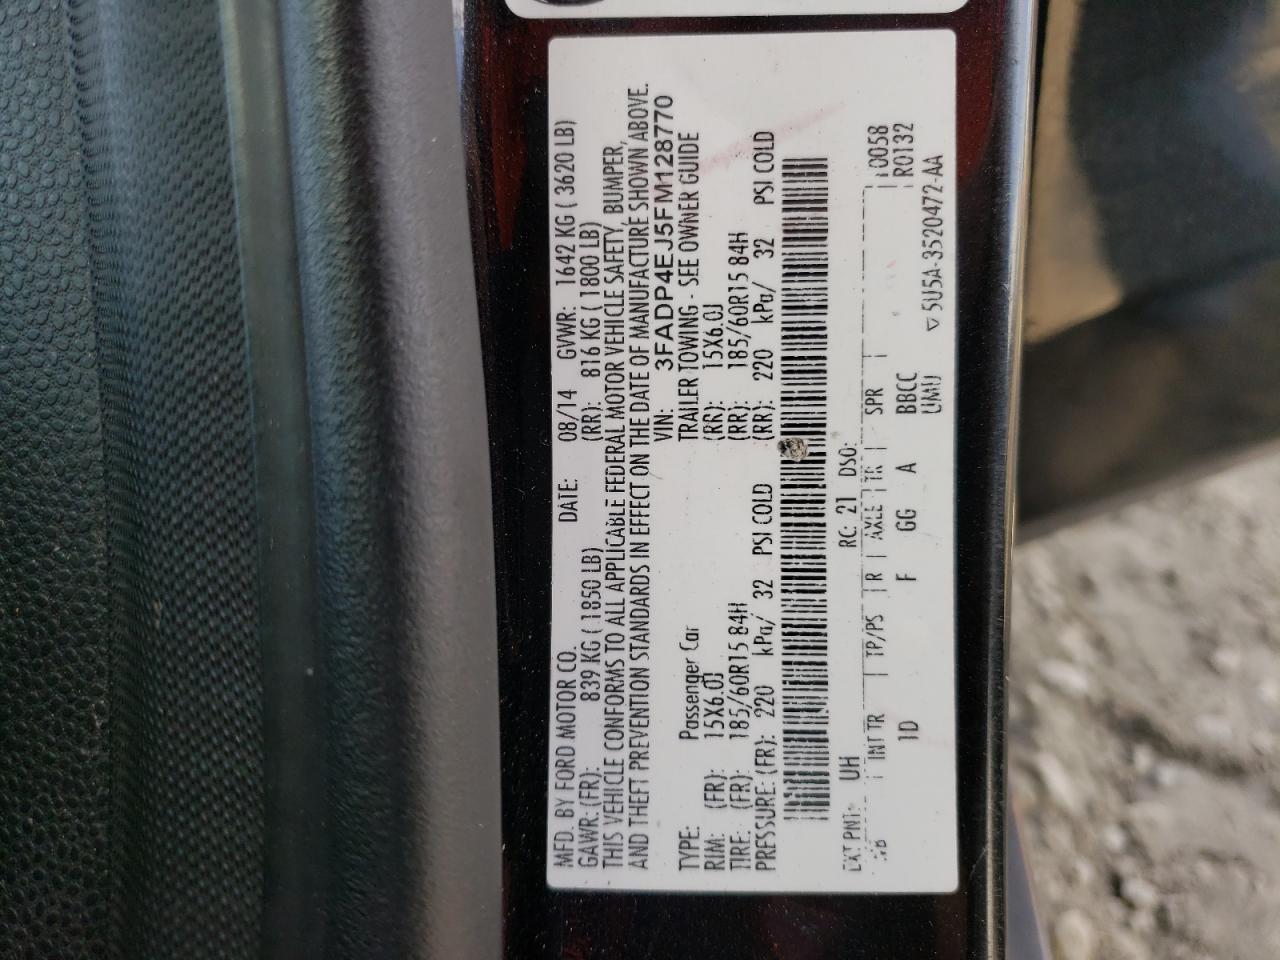 MFD. BY FORD MOTOR CO. DATE: 08/14 GVWR: 1642 KG ( 3620 LB)
GAWR: (FR): 839 KG ( 1850 LB) (RR): 816 KG ( 1800 LB)
THIS VEHICLE CONFORMS TO ALL APPLICABLE FEDERAL MOTOR VEHICLE SAFETY, BUMPER,
AND THEFT PREVENTION STANDARDS IN EFFECT ON THE DATE OF MANUFACTURE SHOWN ABOVE.
VIN: 3FADP4EJ5FM128770
TYPE: Passenger Car TRAILER TOWING - SEE OWNER GUIDE
RIM: (FR): 15X6.0J (RR): 15X6.0J
TIRE: (FR): 185/60R15 84H (RR): 185/60R15 84H
PRESSURE: (FR): 220 kPa/ 32 PSI COLD (RR): 220 kPa/ 32 PSI COLD
EXT PNT: UH RC: 21 DSO:
INT TR TP/PS R AXLE TR SPR 10058
1D F GG A BBCC R0132
UMU ▽ 5U5A-3520472-AA